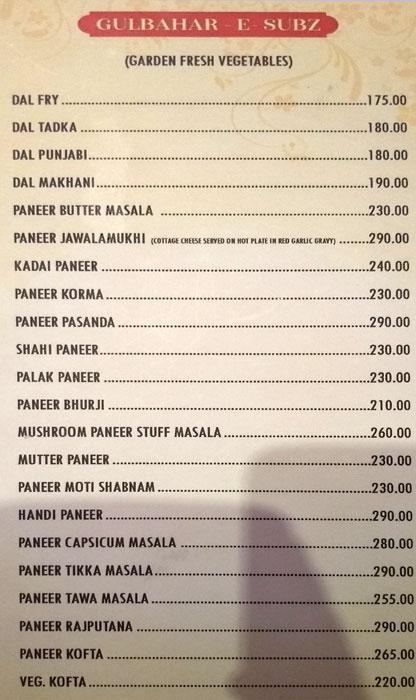 GULBAHAR - E - SUBZ
(GARDEN FRESH VEGETABLES)
DAL FRY 175.00
DAL TADKA 180.00
DAL PUNJABI 180.00
DAL MAKHANI 190.00
PANEER BUTTER MASALA 230.00
PANEER JAWALAMUKHI (COTTAGE CHEESE SERVED ON HOT PLATE IN RED GARLIC GRAVY) 290.00
KADAI PANEER 240.00
PANEER KORMA 230.00
PANEER PASANDA 290.00
SHAHI PANEER 230.00
PALAK PANEER 230.00
PANEER BHURJI 210.00
MUSHROOM PANEER STUFF MASALA 260.00
MUTTER PANEER 230.00
PANEER MOTI SHABNAM 230.00
HANDI PANEER 290.00
PANEER CAPSICUM MASALA 280.00
PANEER TIKKA MASALA 290.00
PANEER TAWA MASALA 255.00
PANEER RAJPUTANA 290.00
PANEER KOFTA 265.00
VEG. KOFTA 220.00